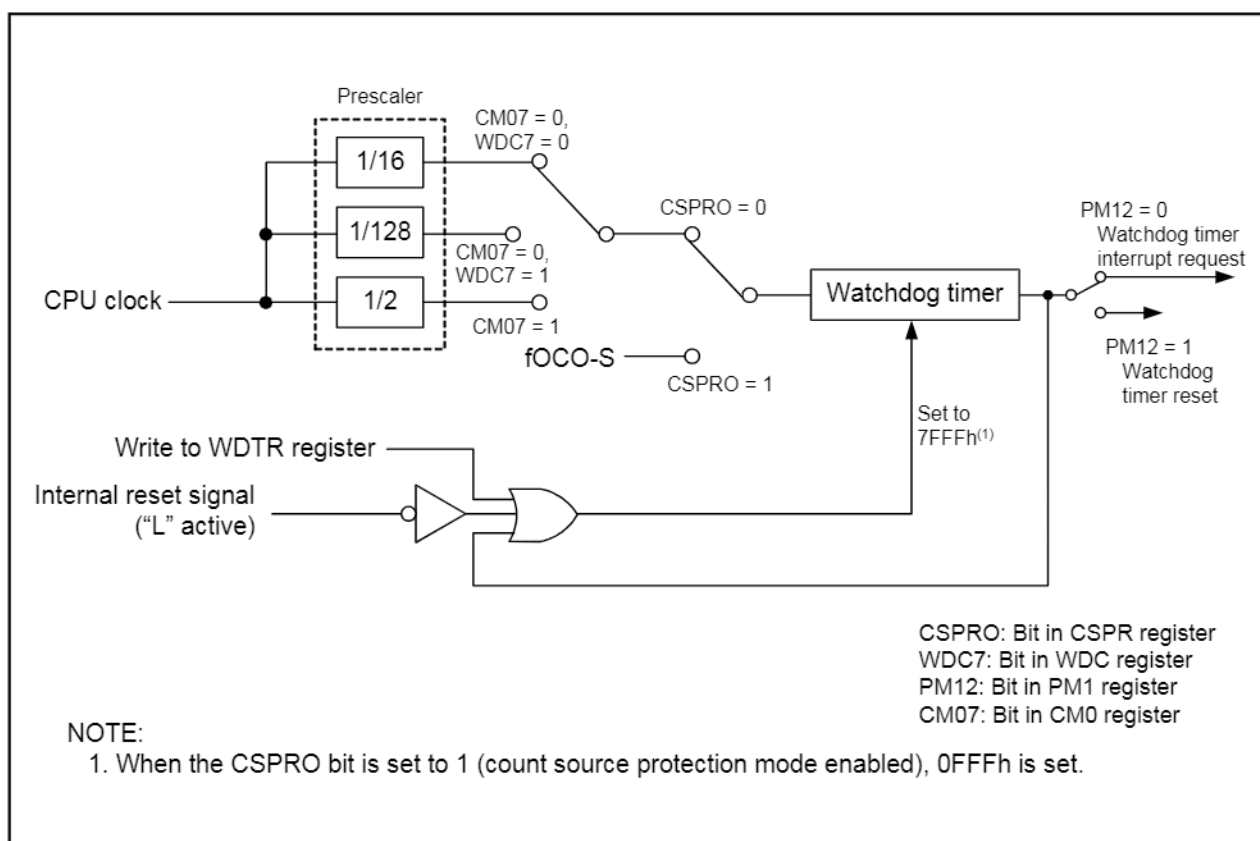 Prescaler
1/16
1/128
1/2
CPU clock
CM07 = 0,
WDC7 = 0
CM07 = 0,
WDC7 = 1
CM07 = 1
fOCO-S
CSPRO = 0
CSPRO = 1
Watchdog timer
PM12 = 0
Watchdog timer
interrupt request
PM12 = 1
Watchdog
timer reset
Set to
7FFFh(1)
Write to WDTR register
Internal reset signal
(“L” active)
CSPRO: Bit in CSPR register
WDC7: Bit in WDC register
PM12: Bit in PM1 register
CM07: Bit in CM0 register
NOTE:
1. When the CSPRO bit is set to 1 (count source protection mode enabled), 0FFFh is set.